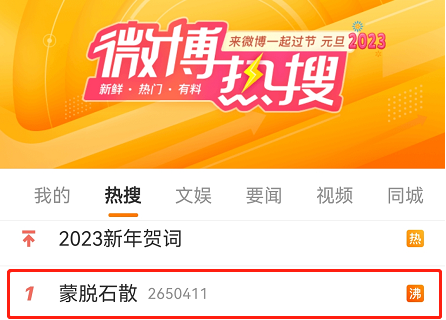 微博热搜
来微博一起过节 元旦2023
新鲜·热门·有料
我的 热搜 文娱 要闻 视频 同城
2023新年贺词 热
1 蒙脱石散 2650411 沸